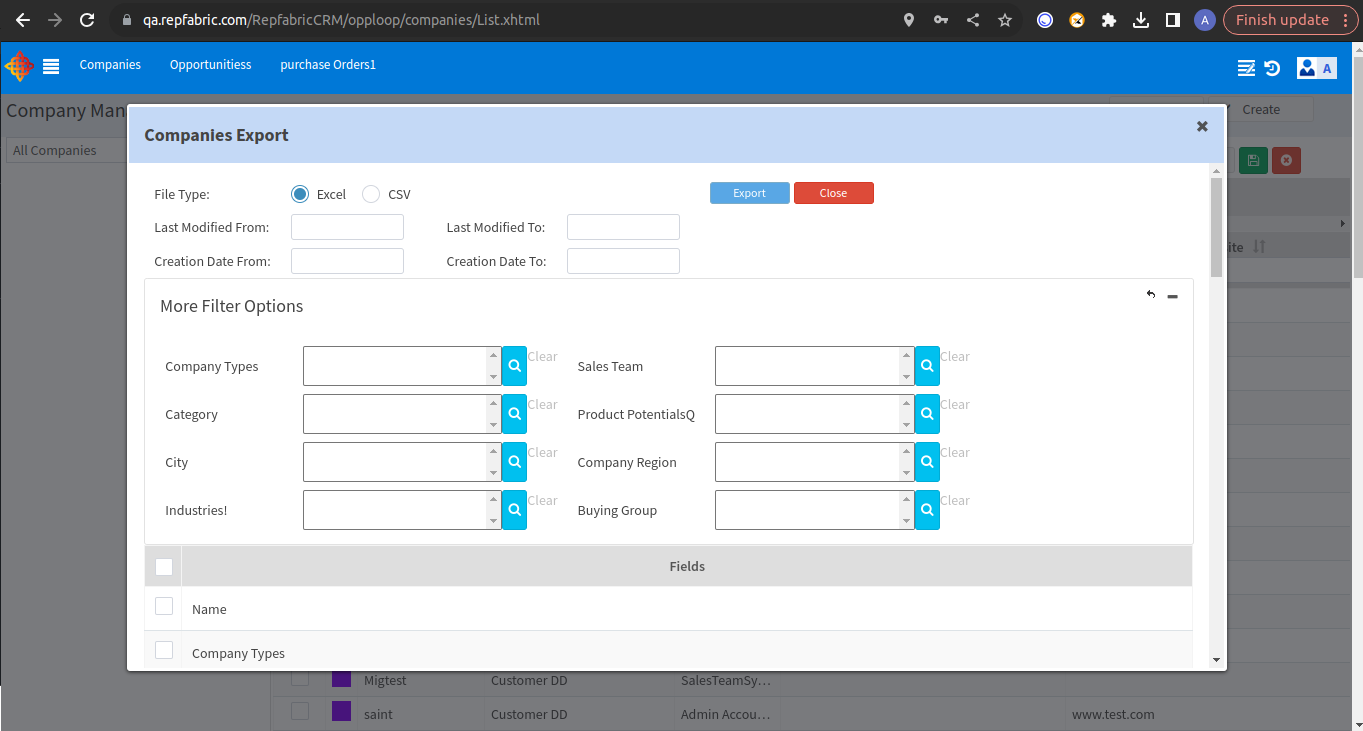 qa.repfabric.com/RepfabricCRM/opploop/companies/List.xhtml
A
Finish update
Companies Opportunitiess purchase Orders1
A
Company Man
Create
All Companies
Companies Export
File Type: Excel CSV Export Close
Last Modified From: Last Modified To:
Creation Date From: Creation Date To:
ite
More Filter Options
Company Types Clear Sales Team Clear
Category Clear Product PotentialsQ Clear
City Clear Company Region Clear
Industries! Clear Buying Group Clear
Fields
Name
Company Types
Migtest Customer DD SalesTeamSy...
saint Customer DD Admin Accou... www.test.com